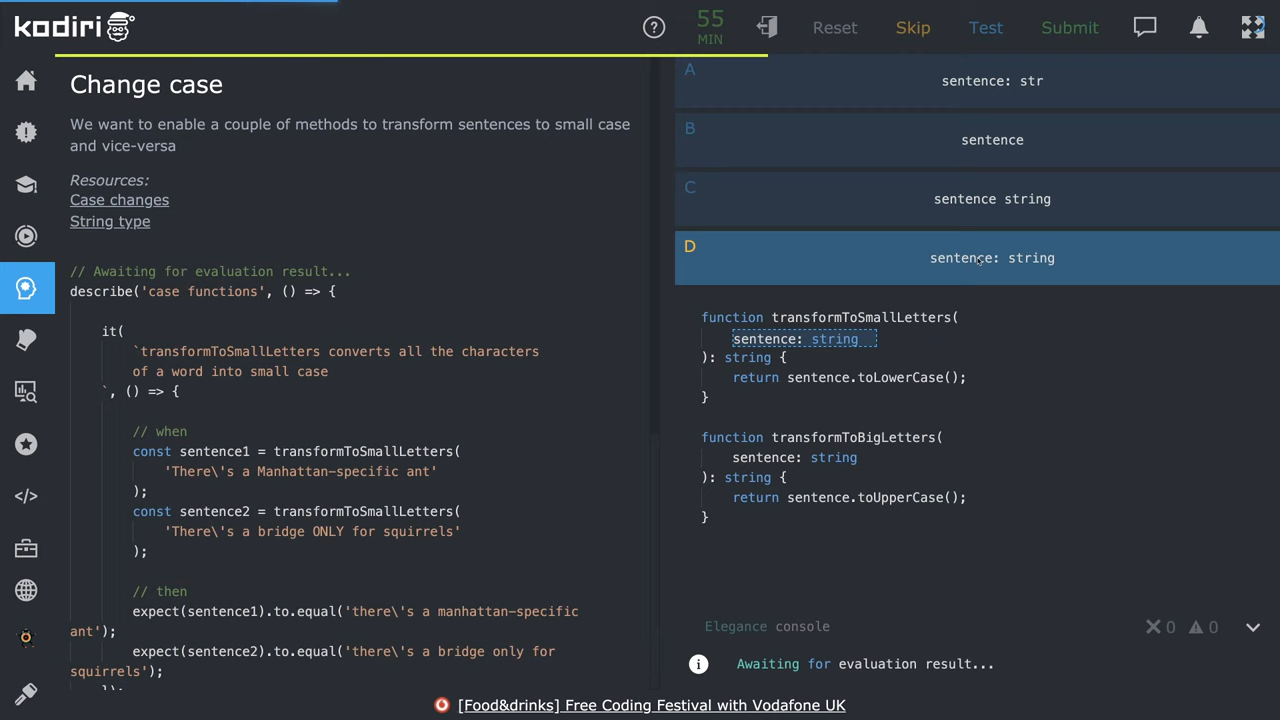 kodiri
?
55
MIN
Reset
Skip
Test
Submit
Change case
We want to enable a couple of methods to transform sentences to small case
and vice-versa
Resources:
Case changes
String type
// Awaiting for evaluation result...
describe('case functions', () => {
it(
`transformToSmallLetters converts all the characters
of a word into small case
`, () => {
// when
const sentence1 = transformToSmallLetters(
'There\'s a Manhattan-specific ant'
);
const sentence2 = transformToSmallLetters(
'There\'s a bridge ONLY for squirrels'
);
// then
expect(sentence1).to.equal('there\'s a manhattan-specific
ant');
expect(sentence2).to.equal('there\'s a bridge only for
squirrels');
});
A
sentence: str
B
sentence
C
sentence string
D
sentence: string
function transformToSmallLetters(
sentence: string
): string {
return sentence.toLowerCase();
}
function transformToBigLetters(
sentence: string
): string {
return sentence.toUpperCase();
}
Elegance console
0
0
Awaiting for evaluation result...
[Food&drinks] Free Coding Festival with Vodafone UK